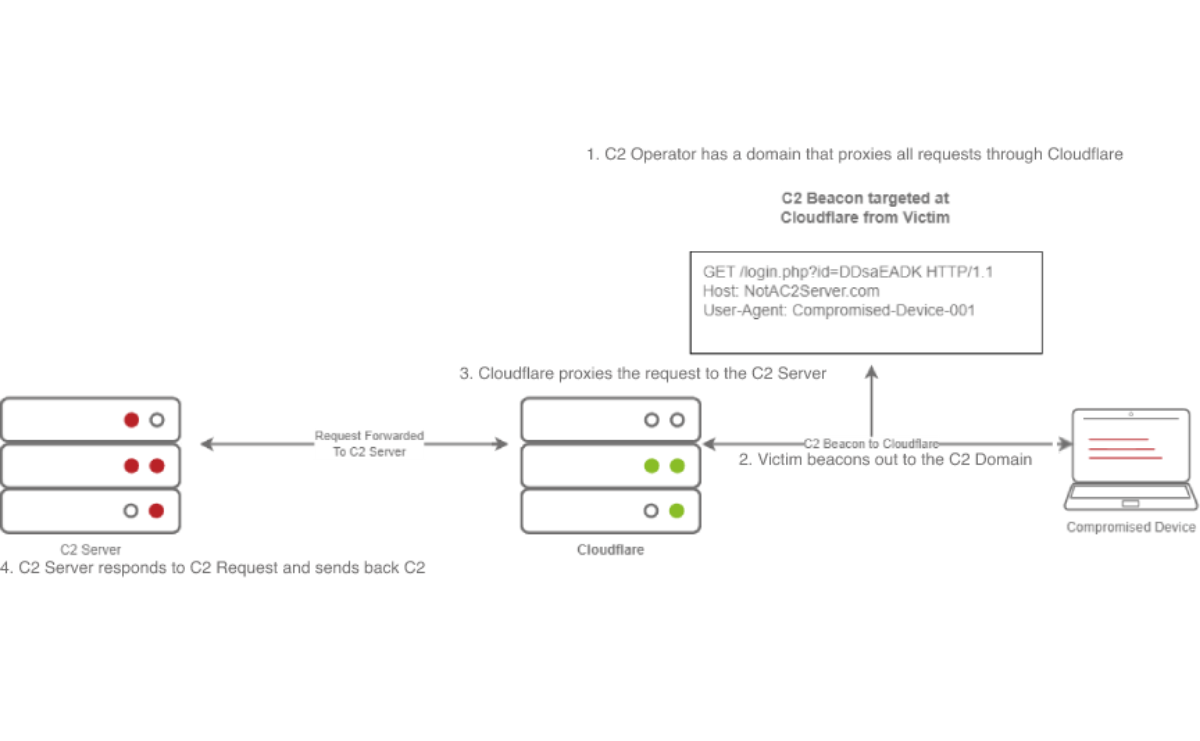 1. C2 Operator has a domain that proxies all requests through Cloudflare
C2 Beacon targeted at
Cloudflare from Victim
GET /login.php?id=DDsaEADK HTTP/1.1
Host: NotAC2Server.com
User-Agent: Compromised-Device-001
3. Cloudflare proxies the request to the C2 Server
Request Forwarded
To C2 Server
C2 Beacon to Cloudflare
2. Victim beacons out to the C2 Domain
Compromised Device
C2 Server
Cloudflare
4. C2 Server responds to C2 Request and sends back C2